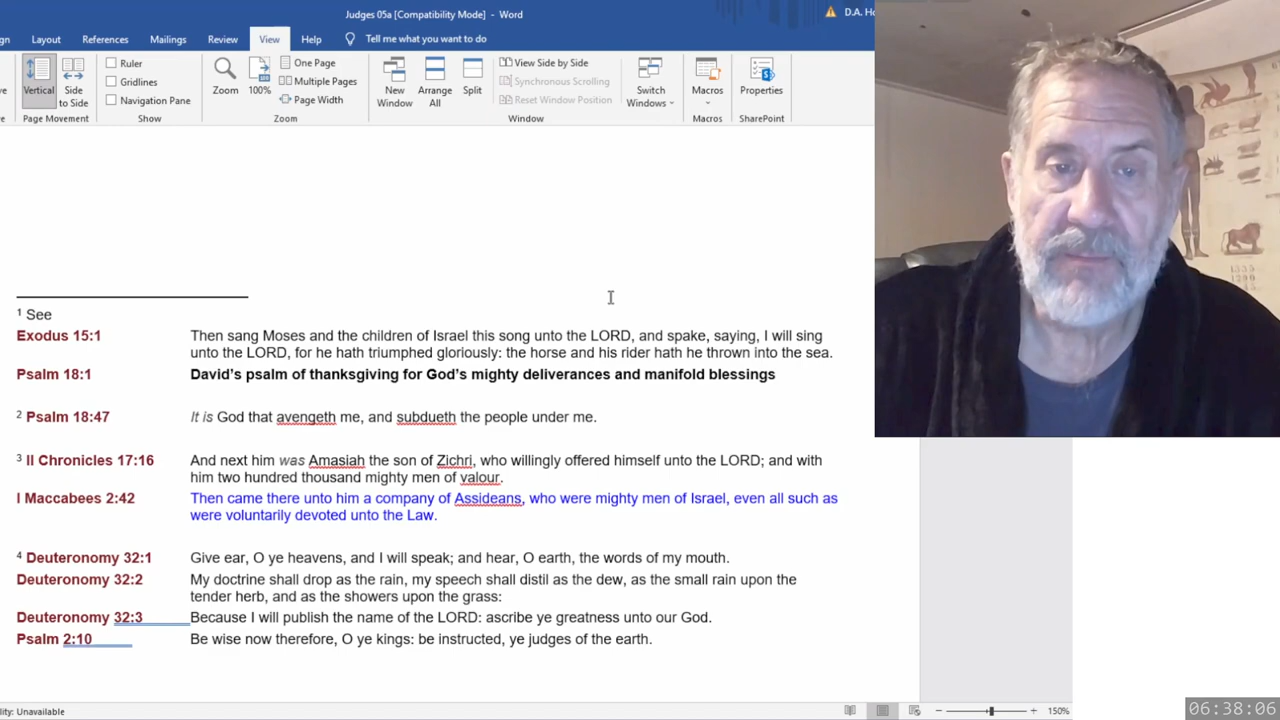 Judges 05a [Compatibility Mode] - Word
D.A. Ho
gn Layout References Mailings Review View Help Tell me what you want to do
Vertical
Side to Side
Page Movement
Ruler
Gridlines
Navigation Pane
Show
Zoom
100%
One Page
Multiple Pages
Page Width
Zoom
New Window
Arrange All
Split
View Side by Side
Synchronous Scrolling
Reset Window Position
Window
Switch Windows
Macros
Macros
Properties
SharePoint
1 See
Exodus 15:1 Then sang Moses and the children of Israel this song unto the LORD, and spake, saying, I will sing
unto the LORD, for he hath triumphed gloriously: the horse and his rider hath he thrown into the sea.
Psalm 18:1 David's psalm of thanksgiving for God's mighty deliverances and manifold blessings
2 Psalm 18:47 It is God that avengeth me, and subdueth the people under me.
3 II Chronicles 17:16 And next him was Amasiah the son of Zichri, who willingly offered himself unto the LORD; and with
him two hundred thousand mighty men of valour.
I Maccabees 2:42 Then came there unto him a company of Assideans, who were mighty men of Israel, even all such as
were voluntarily devoted unto the Law.
4 Deuteronomy 32:1 Give ear, O ye heavens, and I will speak; and hear, O earth, the words of my mouth.
Deuteronomy 32:2 My doctrine shall drop as the rain, my speech shall distil as the dew, as the small rain upon the
tender herb, and as the showers upon the grass:
Deuteronomy 32:3 Because I will publish the name of the LORD: ascribe ye greatness unto our God.
Psalm 2:10 Be wise now therefore, O ye kings: be instructed, ye judges of the earth.
lity: Unavailable
150%
06:38:06